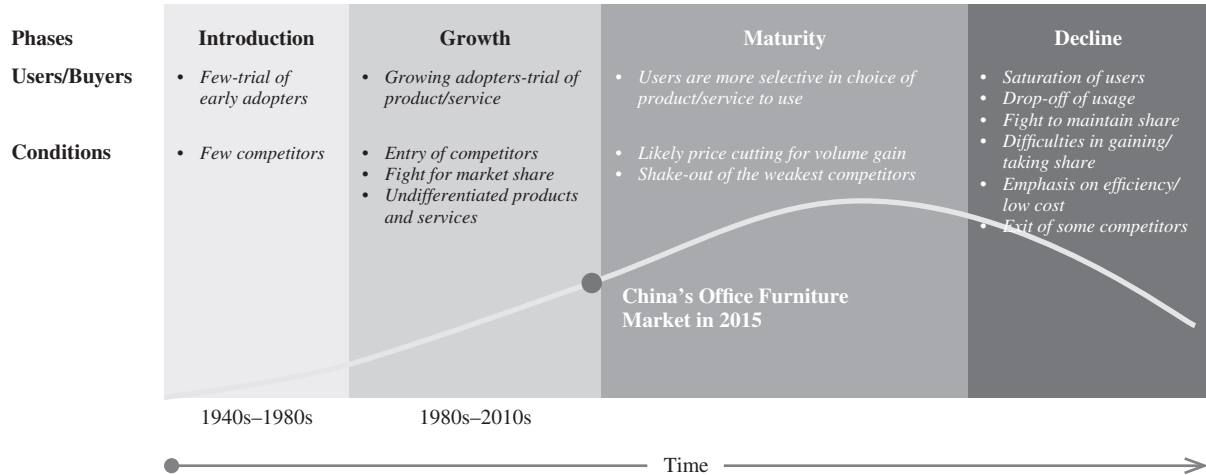 Phases
Introduction
Growth
Maturity
Decline
Users/Buyers
• Few-trial of
early adopters
• Growing adopters-trial of
product/service
• Users are more selective in choice of
product/service to use
• Saturation of users
• Drop-off of usage
• Fight to maintain share
• Difficulties in gaining/
taking share
• Emphasis on efficiency/
low cost
• Exit of some competitors
Conditions
• Few competitors
• Entry of competitors
• Fight for market share
• Undifferentiated products
and services
• Likely price cutting for volume gain
• Shake-out of the weakest competitors
China’s Office Furniture
Market in 2015
1940s–1980s
1980s–2010s
Time